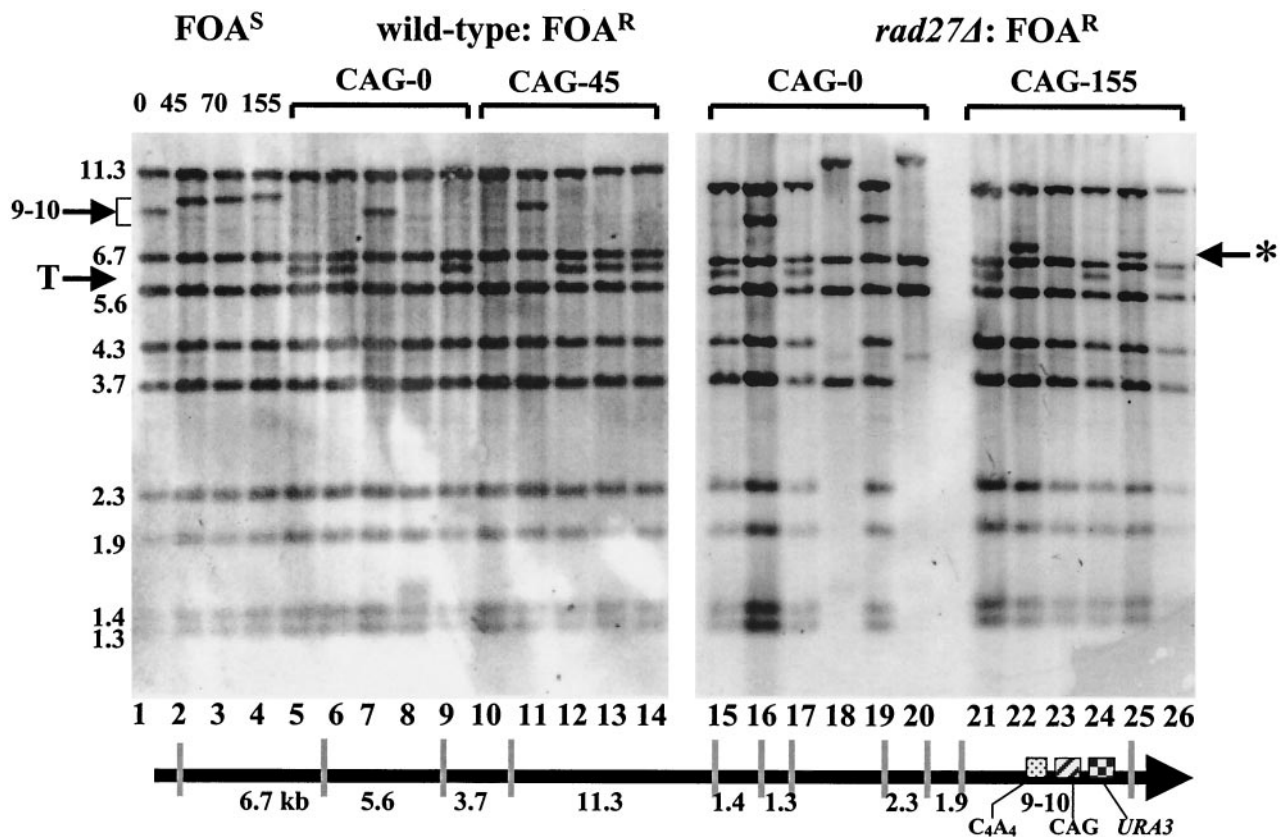 FOAS wild-type: FOAR rad27Δ: FOAR
0 45 70 155 CAG-0 CAG-45 CAG-0 CAG-155
11.3
9-10
6.7
T
*
5.6
4.3
3.7
2.3
1.9
1.4
1.3
1 2 3 4 5 6 7 8 9 10 11 12 13 14 15 16 17 18 19 20 21 22 23 24 25 26
6.7 kb 5.6 3.7 11.3 1.4 1.3 2.3 1.9 9-10
C4A4 CAG URA3